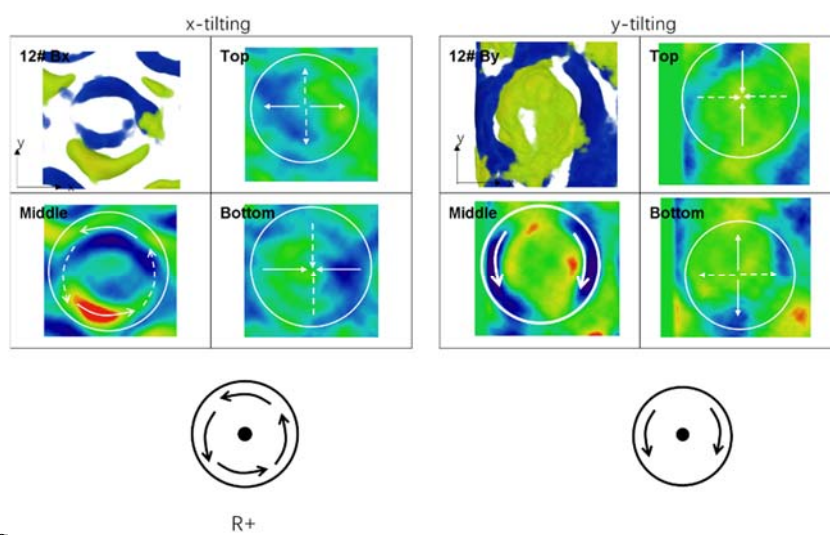 x-tilting
y-tilting
12# Bx
Top
12# By
Top
y
x
y
Middle
Bottom
Middle
Bottom
R+